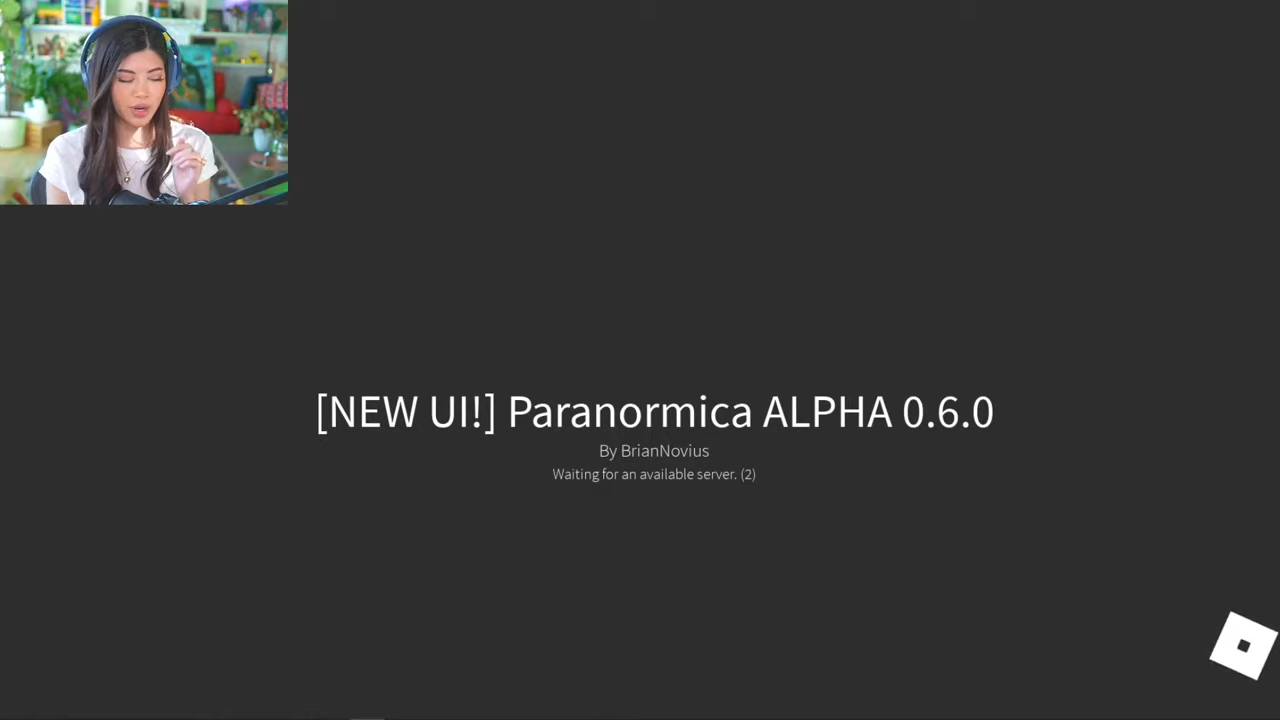 [NEW UI!] Paranormica ALPHA 0.6.0
By BrianNovius
Waiting for an available server. (2)